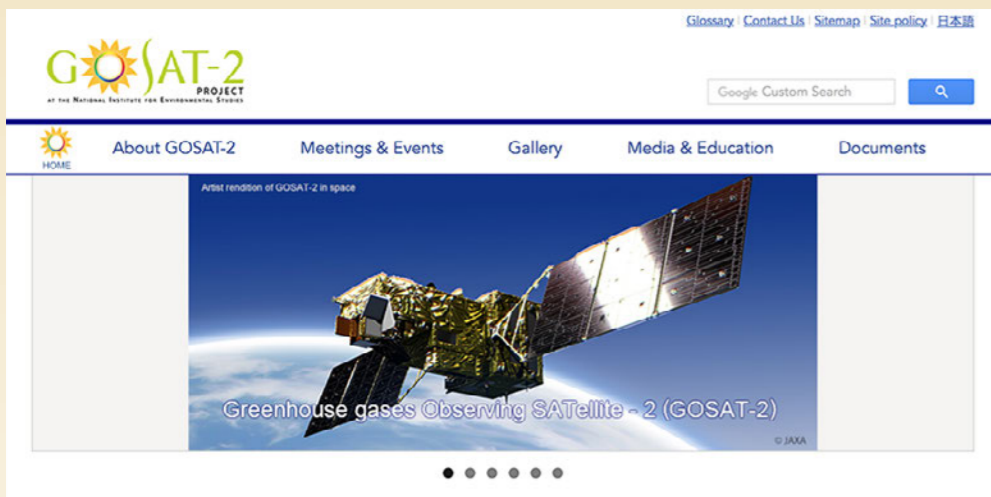 Glossary | Contact Us | Sitemap | Site policy | 日本語
GOSAT-2
PROJECT
AT THE NATIONAL INSTITUTE FOR ENVIRONMENTAL STUDIES
Google Custom Search
HOME
About GOSAT-2
Meetings & Events
Gallery
Media & Education
Documents
Artist rendition of GOSAT-2 in space
Greenhouse gases Observing SATellite - 2 (GOSAT-2)
© JAXA